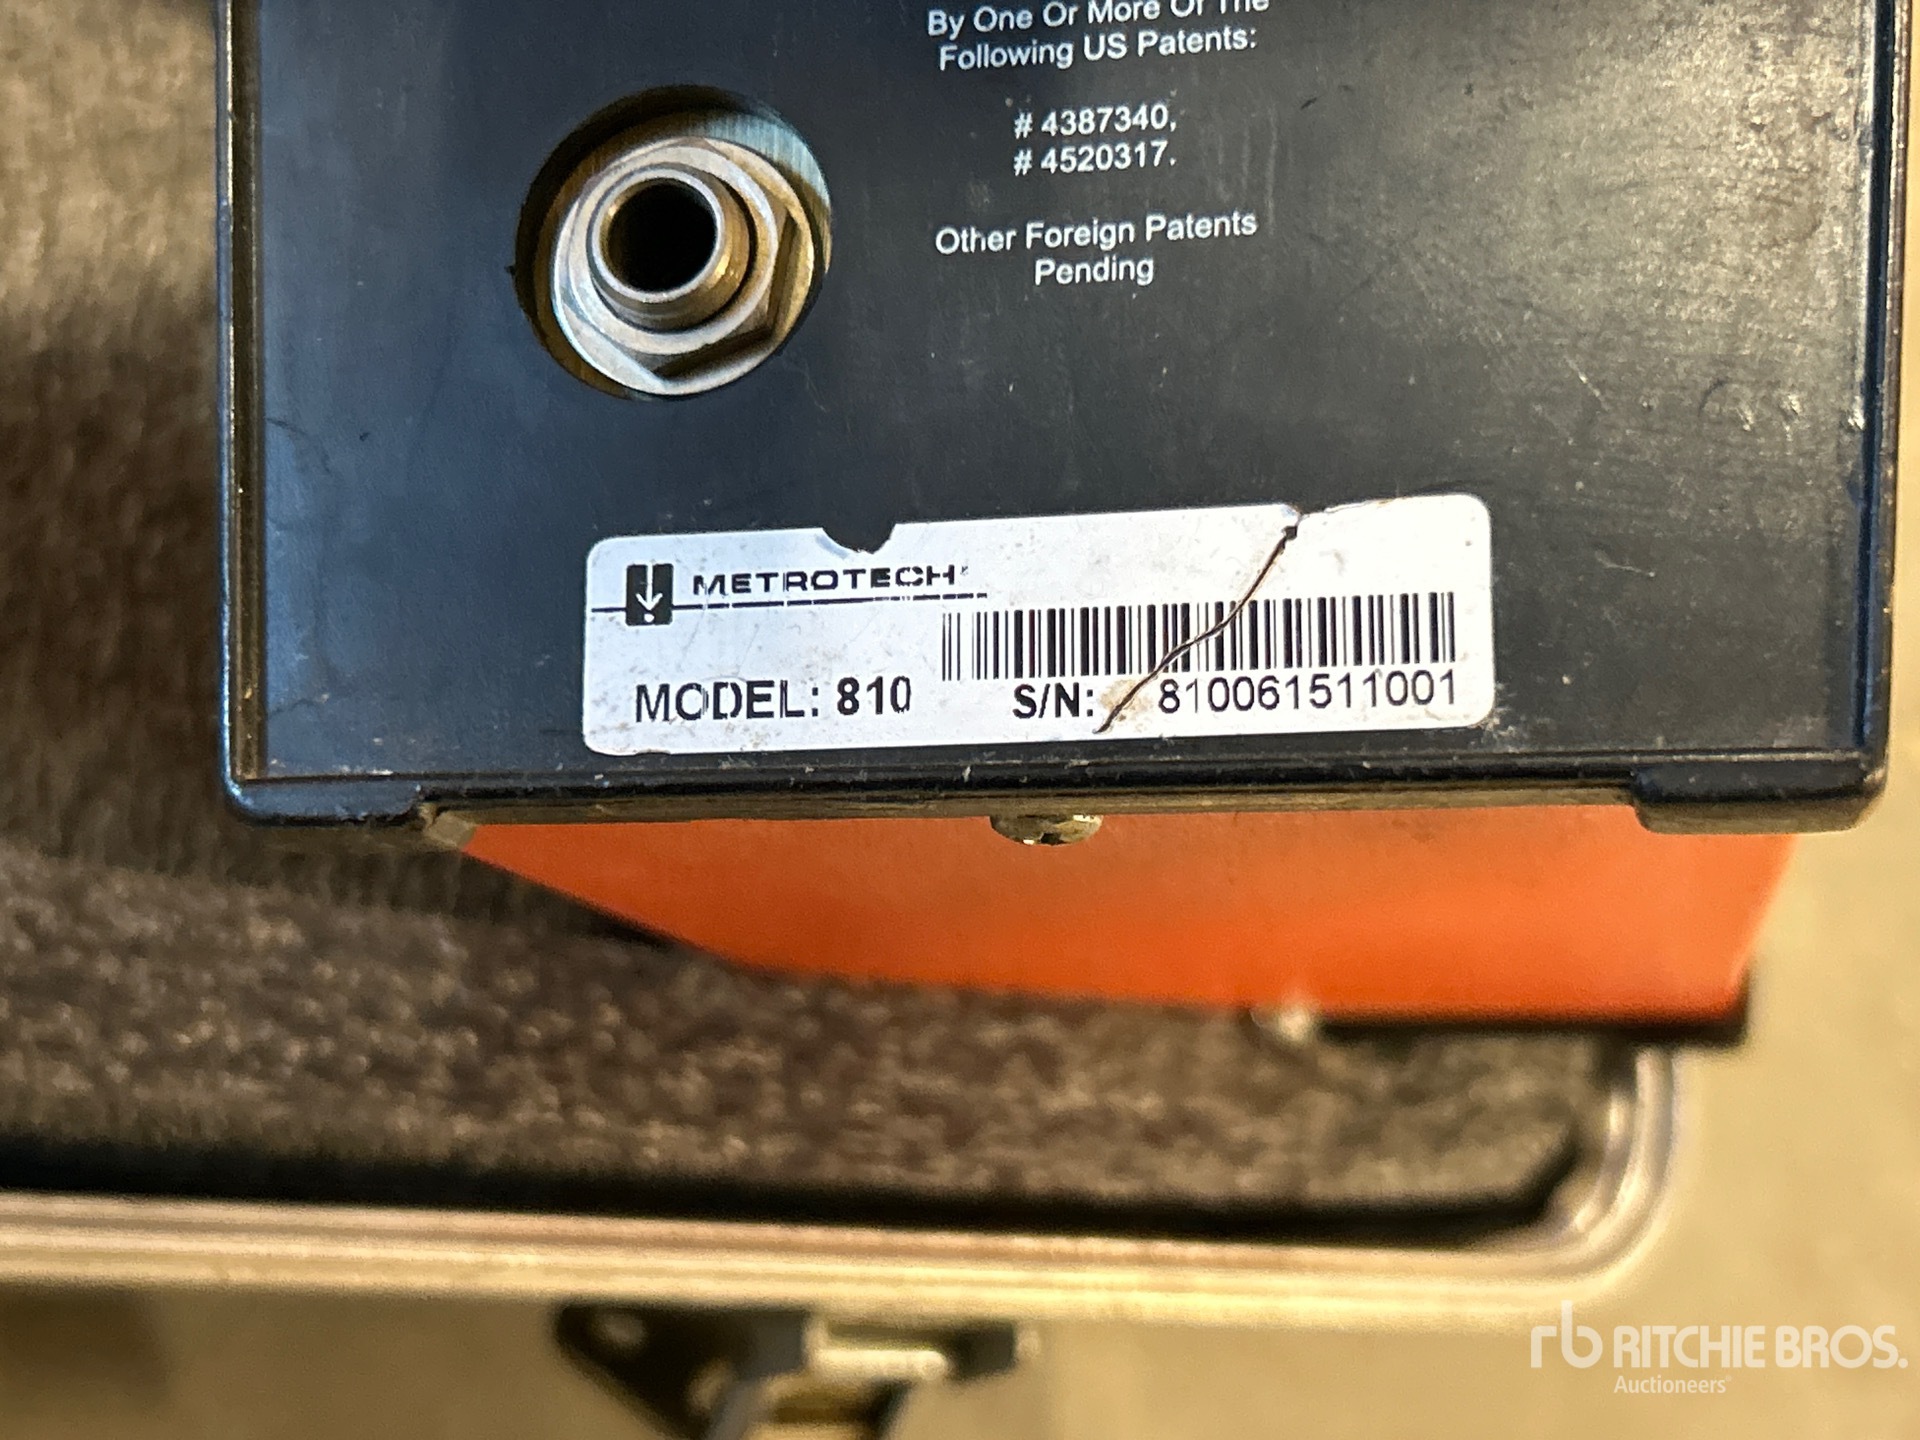 By One Or More Of The
Following US Patents:
# 4387340,
# 4520317.
Other Foreign Patents
Pending
METROTECH
MODEL: 810
S/N: 810061511001
rb RITCHIE BROS.
Auctioneers